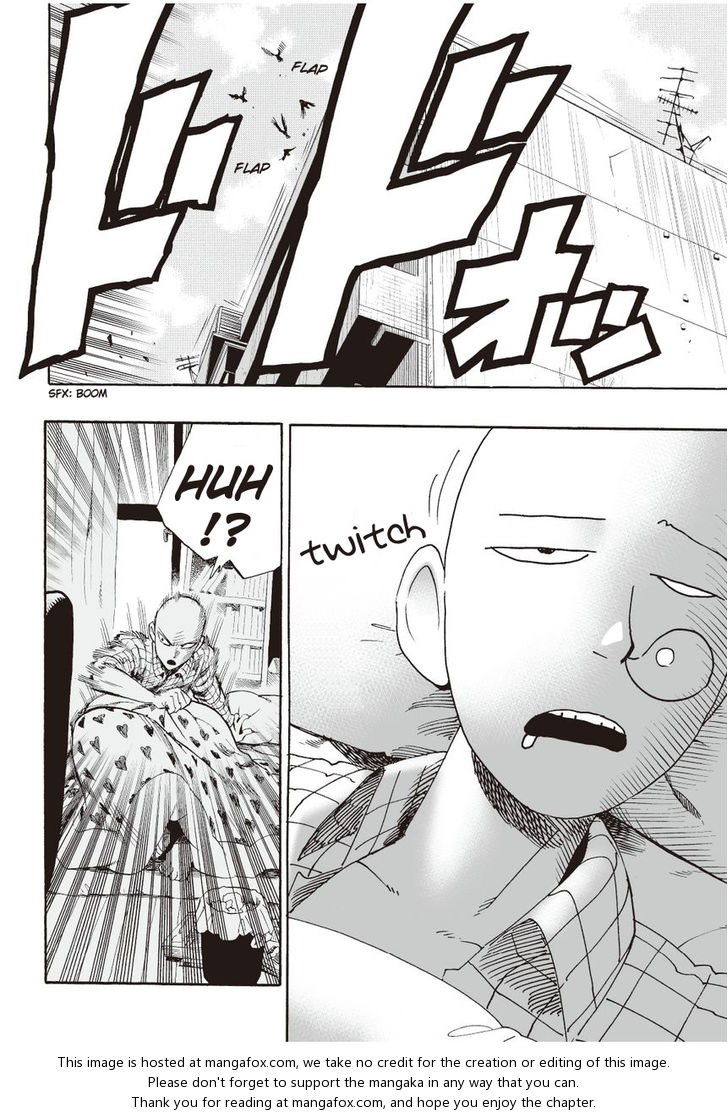 ドドオッ
FLAP
FLAP
SFX: BOOM
twitch
HUH
!?
This image is hosted at mangafox.com, we take no credit for the creation or editing of this image.
Please don't forget to support the mangaka in any way that you can.
Thank you for reading at mangafox.com, and hope you enjoy the chapter.